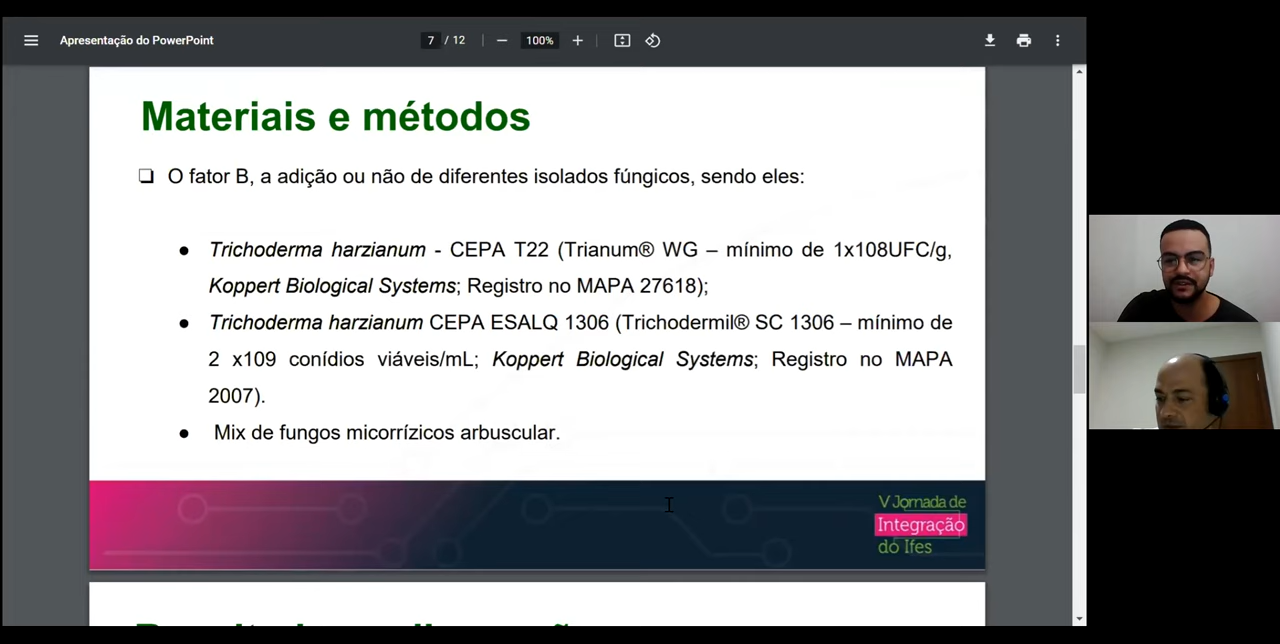 Apresentação do PowerPoint
7 / 12
100%
Materiais e métodos
❑ O fator B, a adição ou não de diferentes isolados fúngicos, sendo eles:
● Trichoderma harzianum - CEPA T22 (Trianum® WG – mínimo de 1x108UFC/g,
Koppert Biological Systems; Registro no MAPA 27618);
● Trichoderma harzianum CEPA ESALQ 1306 (Trichodermil® SC 1306 – mínimo de
2 x109 conídios viáveis/mL; Koppert Biological Systems; Registro no MAPA
2007).
● Mix de fungos micorrízicos arbuscular.
V Jornada de
Integração
do Ifes